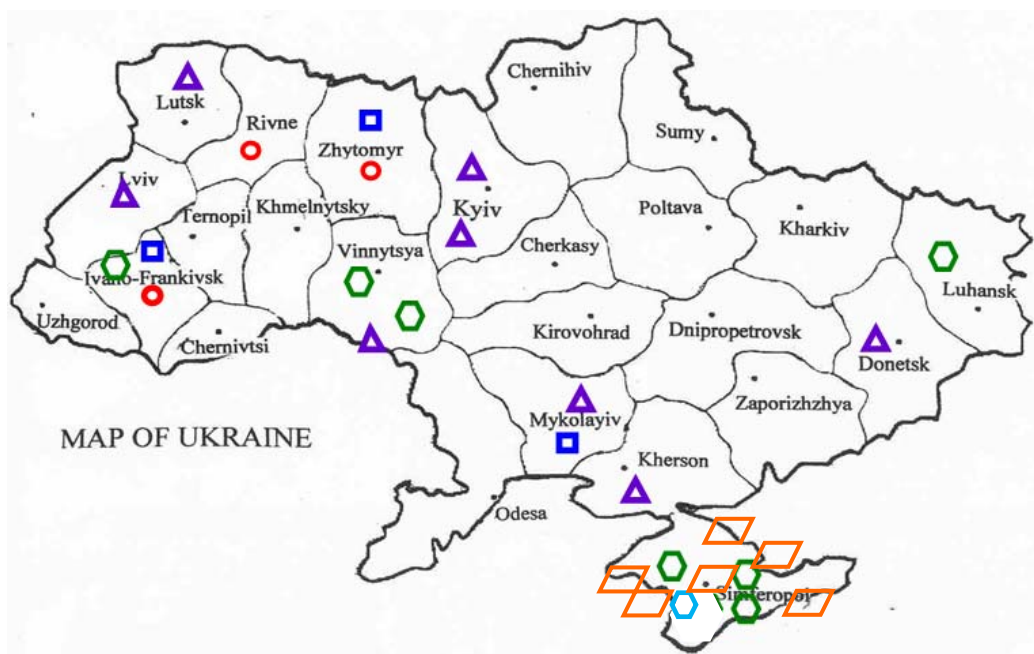 Chernihiv
Lutsk
Rivne
Sumy
Zhytomyr
Lviv
Ternopil
Khmelnytsky
Kyiv
Poltava
Kharkiv
Vinnytsya
Cherkasy
Ivano-Frankivsk
Luhansk
Uzhgorod
Chernivtsi
Kirovohrad
Dnipropetrovsk
Donetsk
Zaporizhzhya
Mykolayiv
MAP OF UKRAINE
Kherson
Odesa
Simferopol